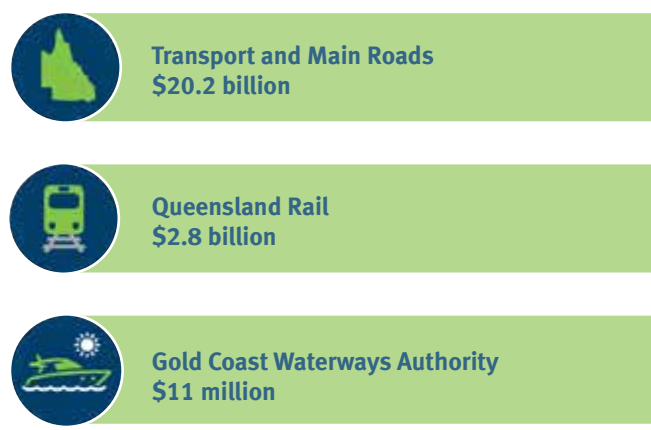 Transport and Main Roads
$20.2 billion
Queensland Rail
$2.8 billion
Gold Coast Waterways Authority
$11 million